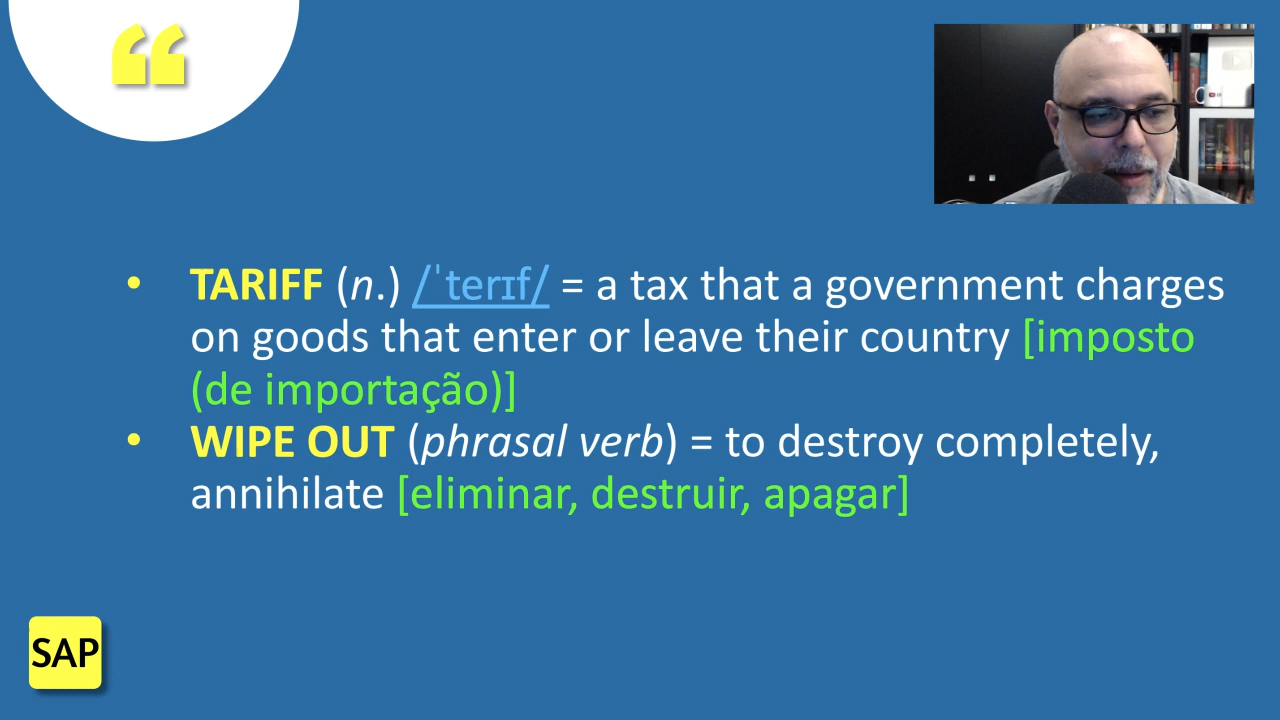 “
• TARIFF (n.) /ˈterɪf/ = a tax that a government charges
on goods that enter or leave their country [imposto
(de importação)]
• WIPE OUT (phrasal verb) = to destroy completely,
annihilate [eliminar, destruir, apagar]
SAP